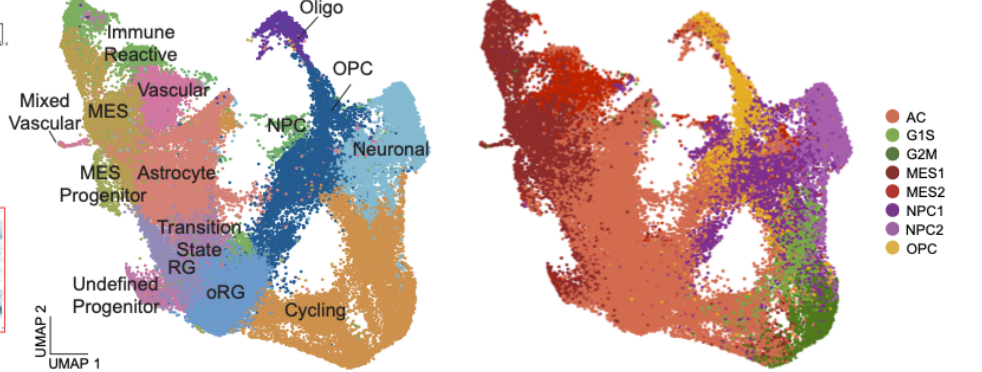 Oligo
Immune
Reactive
OPC
Vascular
Mixed
Vascular
MES
NPC
Neuronal
MES
Progenitor
Astrocyte
Transition
State
RG
Undefined
Progenitor
oRG
Cycling
UMAP 2
UMAP 1
AC
G1S
G2M
MES1
MES2
NPC1
NPC2
OPC